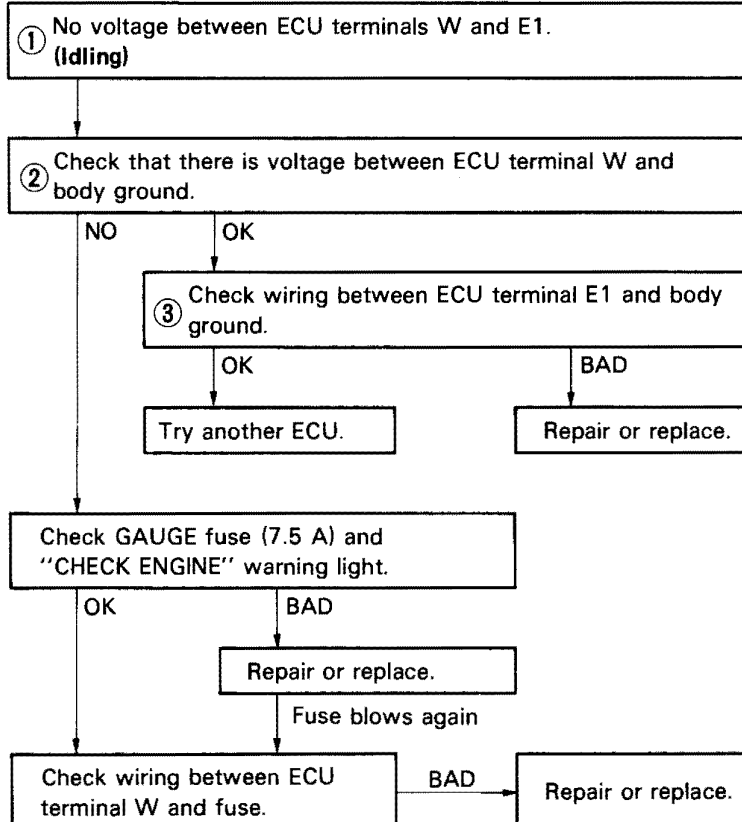 ① No voltage between ECU terminals W and E1.
(Idling)
② Check that there is voltage between ECU terminal W and
body ground.
NO
OK
③ Check wiring between ECU terminal E1 and body
ground.
OK
BAD
Try another ECU.
Repair or replace.
Check GAUGE fuse (7.5 A) and
"CHECK ENGINE" warning light.
OK
BAD
Repair or replace.
Fuse blows again
Check wiring between ECU
terminal W and fuse.
BAD
Repair or replace.